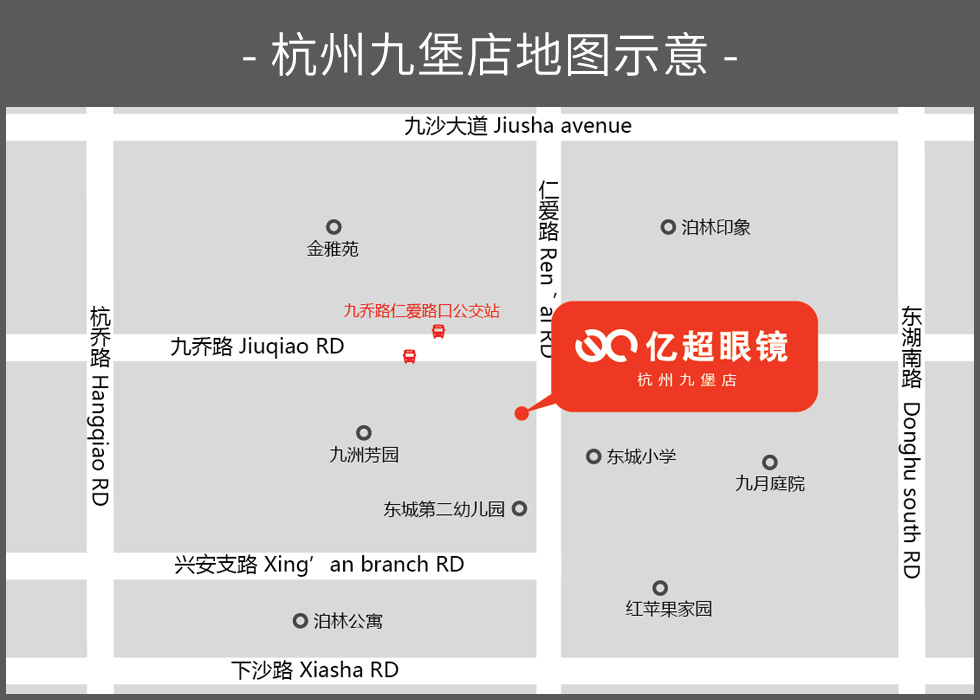 - 杭州九堡店地图示意 -
九沙大道 Jiusha avenue
仁爱路 Ren ' ai RD
泊林印象
金雅苑
九乔路仁爱路口公交站
杭乔路 Hangqiao RD
九乔路 Jiuqiao RD
亿超眼镜
杭州九堡店
东湖南路 Donghu south RD
九洲芳园
东城小学
九月庭院
东城第二幼儿园
兴安支路 Xing' an branch RD
红苹果家园
泊林公寓
下沙路 Xiasha RD